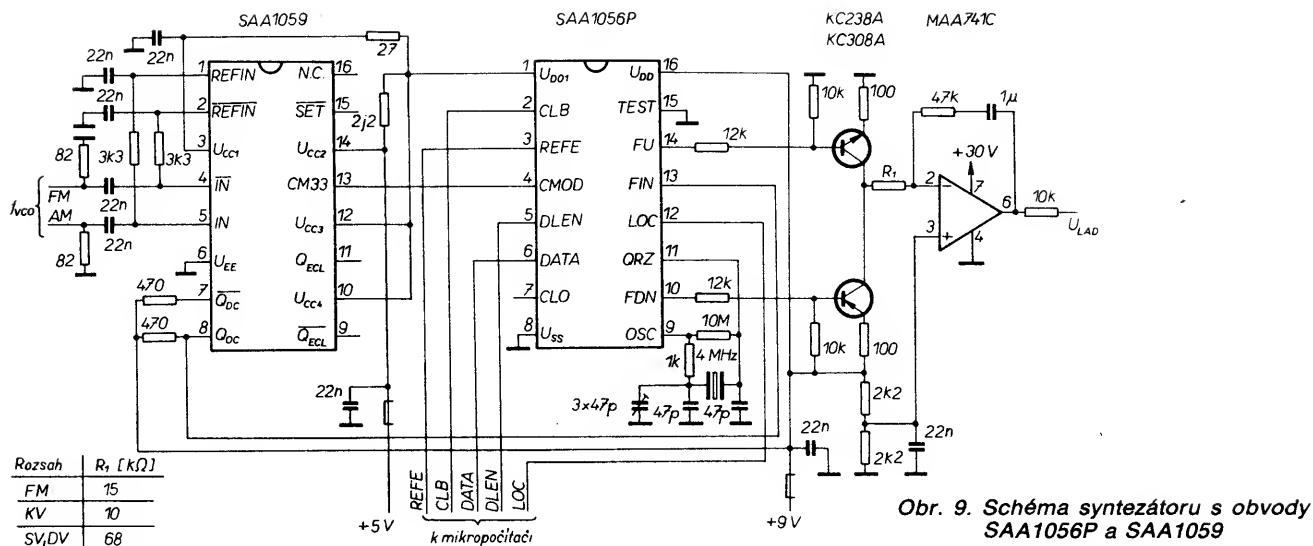 SAA1059
SAA1056P
KC238A
KC308A
MAA741C
22n
22n
27
22n
22n
82
3k3
3k3
2j2
fVCO
FM
AM
22n
22n
82
470
470
1 REFIN
2 REFIN
3 UCC1
4 IN
5 IN
6 UEE
7 QDC
8 QDC
N.C. 16
SET 15
UCC2 14
CM33 13
UCC3 12
QECL 11
UCC4 10
QECL 9
1 UDD1
2 CLB
3 REFE
4 CMOD
5 DLEN
6 DATA
7 CLO
8 USS
UDD 16
TEST 15
FU 14
FIN 13
LOC 12
QRZ 11
FDN 10
OSC 9
12k
12k
10k
100
47k
1μ
+30V
R1
2 −
3 +
7
6
4
10k
ULAD
10M
1k
4 MHz
3x47p
47p
47p
10k
100
2k2
2k2
22n
22n
22n
+5V
+9V
REFE
CLB
DATA
DLEN
LOC
k mikropočítači
Rozsah R1 [kΩ]
FM 15
KV 10
SV,DV 68
Obr. 9. Schéma syntezátoru s obvody
SAA1056P a SAA1059